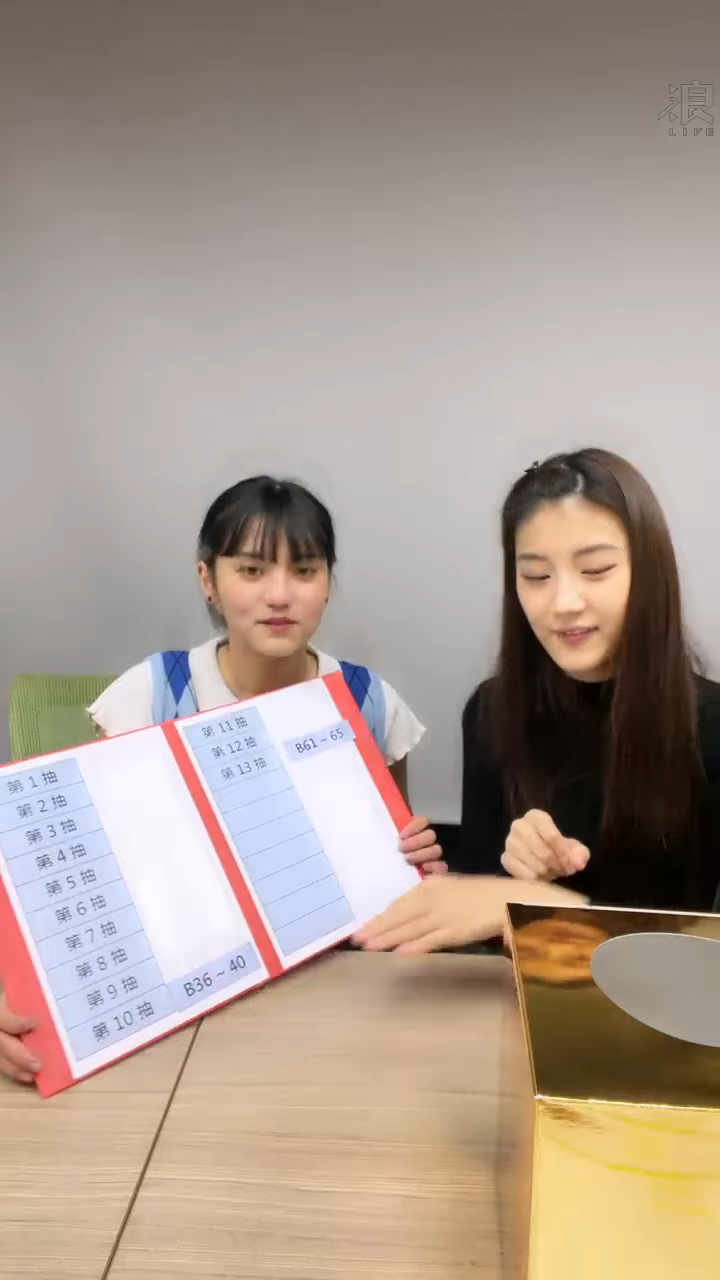 浪
LIVE
第 1 抽
第 2 抽
第 3 抽
第 4 抽
第 5 抽
第 6 抽
第 7 抽
第 8 抽
第 9 抽
第 10 抽 B36 ~ 40
第 11 抽
第 12 抽 B61 ~ 65
第 13 抽